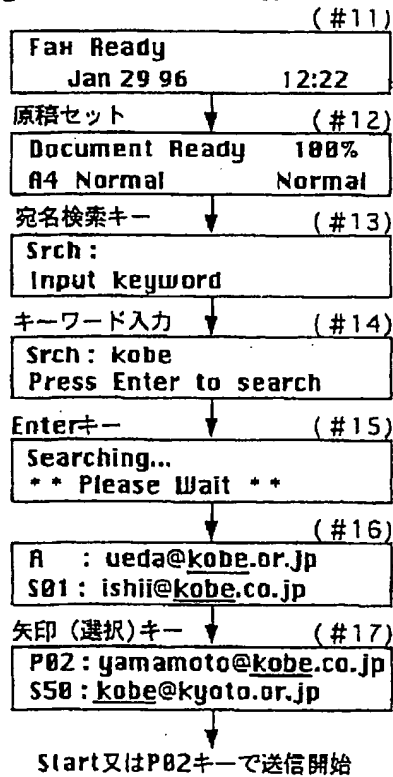 (#11)
Fax Ready
Jan 29 96 12:22
原稿セット (#12)
Document Ready 100%
A4 Normal Normal
宛名検索キー (#13)
Srch :
Input keyword
キーワード入力 (#14)
Srch : kobe
Press Enter to search
Enterキー (#15)
Searching...
* * Please Wait * *
(#16)
A : ueda@kobe.or.jp
S01 : ishii@kobe.co.jp
矢印（選択）キー (#17)
P02 : yamamoto@kobe.co.jp
S50 : kobe@kyoto.or.jp
Start又はP02キーで送信開始